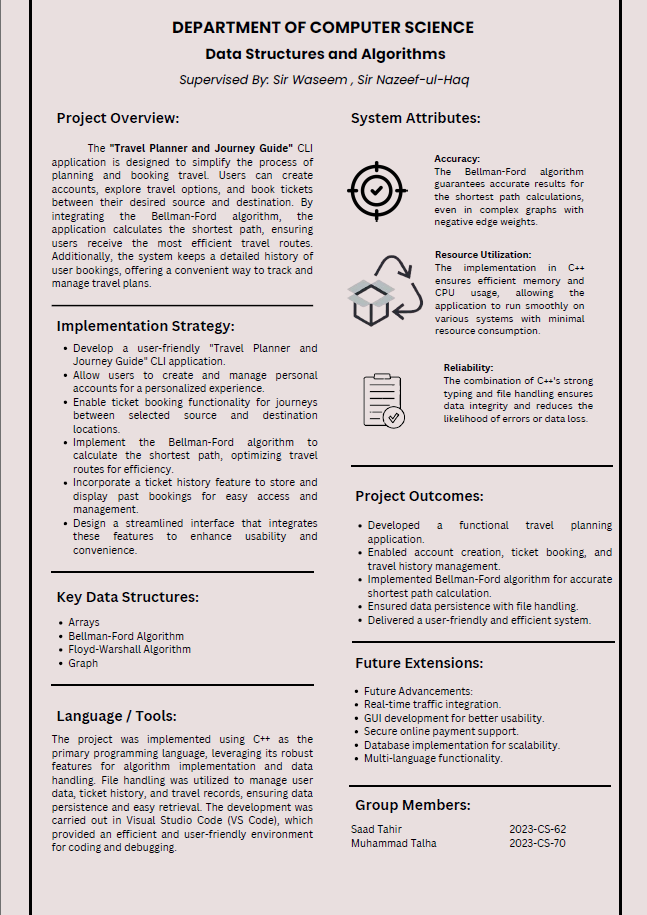 DEPARTMENT OF COMPUTER SCIENCE
Data Structures and Algorithms
Supervised By: Sir Waseem , Sir Nazeef-ul-Haq
Project Overview:
The "Travel Planner and Journey Guide" CLI
application is designed to simplify the process of
planning and booking travel. Users can create
accounts, explore travel options, and book tickets
between their desired source and destination. By
integrating the Bellman-Ford algorithm, the
application calculates the shortest path, ensuring
users receive the most efficient travel routes.
Additionally, the system keeps a detailed history of
user bookings, offering a convenient way to track and
manage travel plans.
Implementation Strategy:
• Develop a user-friendly "Travel Planner and
Journey Guide" CLI application.
• Allow users to create and manage personal
accounts for a personalized experience.
• Enable ticket booking functionality for journeys
between selected source and destination
locations.
• Implement the Bellman-Ford algorithm to
calculate the shortest path, optimizing travel
routes for efficiency.
• Incorporate a ticket history feature to store and
display past bookings for easy access and
management.
• Design a streamlined interface that integrates
these features to enhance usability and
convenience.
Key Data Structures:
• Arrays
• Bellman-Ford Algorithm
• Floyd-Warshall Algorithm
• Graph
Language / Tools:
The project was implemented using C++ as the
primary programming language, leveraging its robust
features for algorithm implementation and data
handling. File handling was utilized to manage user
data, ticket history, and travel records, ensuring data
persistence and easy retrieval. The development was
carried out in Visual Studio Code (VS Code), which
provided an efficient and user-friendly environment
for coding and debugging.
System Attributes:
Accuracy:
The Bellman-Ford algorithm
guarantees accurate results for
the shortest path calculations,
even in complex graphs with
negative edge weights.
Resource Utilization:
The implementation in C++
ensures efficient memory and
CPU usage, allowing the
application to run smoothly on
various systems with minimal
resource consumption.
Reliability:
The combination of C++'s strong
typing and file handling ensures
data integrity and reduces the
likelihood of errors or data loss.
Project Outcomes:
• Developed a functional travel planning
application.
• Enabled account creation, ticket booking, and
travel history management.
• Implemented Bellman-Ford algorithm for accurate
shortest path calculation.
• Ensured data persistence with file handling.
• Delivered a user-friendly and efficient system.
Future Extensions:
• Future Advancements:
• Real-time traffic integration.
• GUI development for better usability.
• Secure online payment support.
• Database implementation for scalability.
• Multi-language functionality.
Group Members:
Saad Tahir 2023-CS-62
Muhammad Talha 2023-CS-70